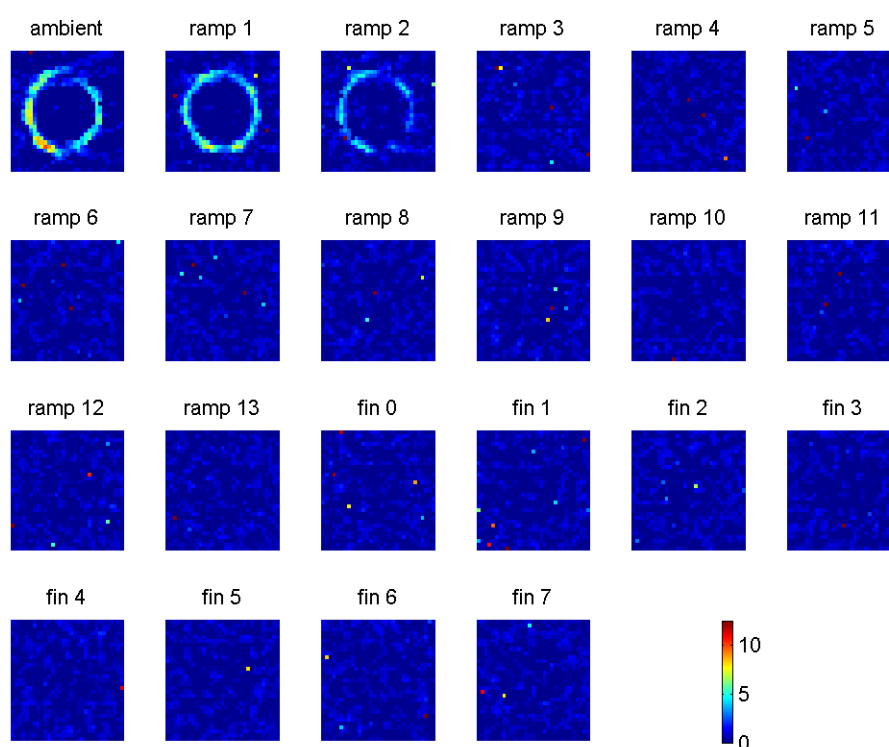 ambient ramp 1 ramp 2 ramp 3 ramp 4 ramp 5
ramp 6 ramp 7 ramp 8 ramp 9 ramp 10 ramp 11
ramp 12 ramp 13 fin 0 fin 1 fin 2 fin 3
fin 4 fin 5 fin 6 fin 7
10
5
0